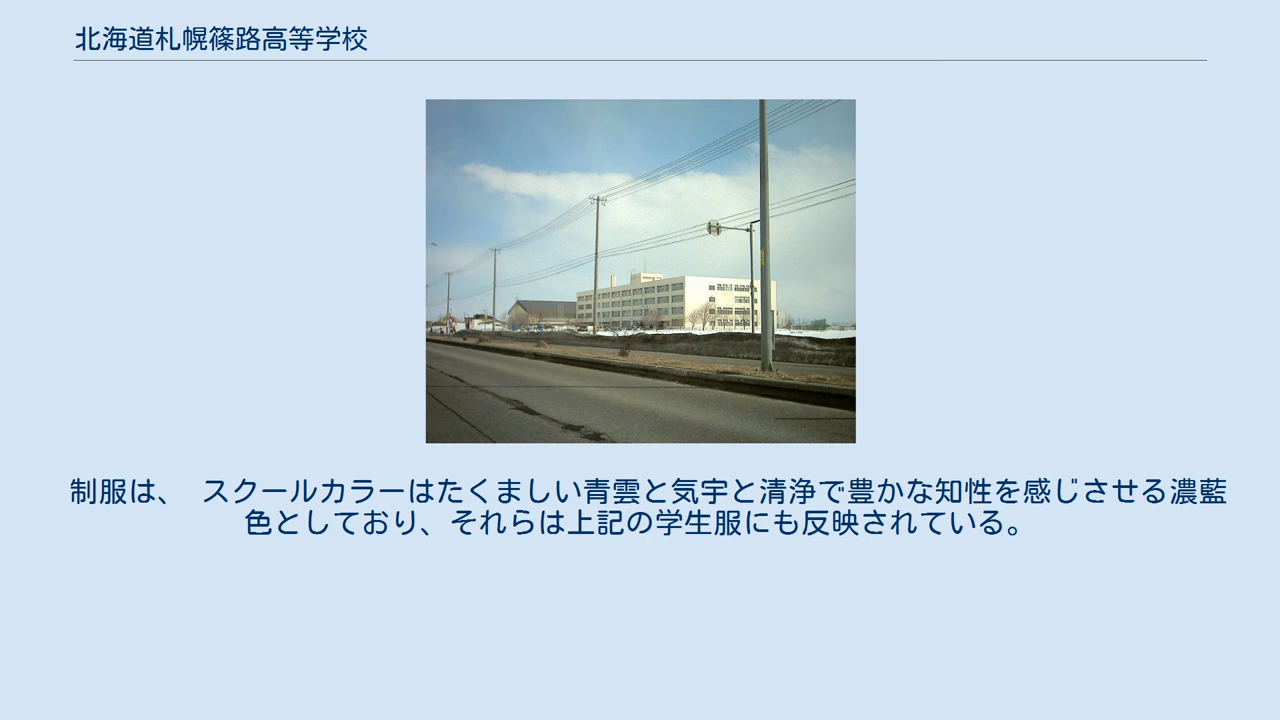 北海道札幌篠路高等学校
制服は、　スクールカラーはたくましい青雲と気宇と清浄で豊かな知性を感じさせる濃藍
色としており、それらは上記の学生服にも反映されている。